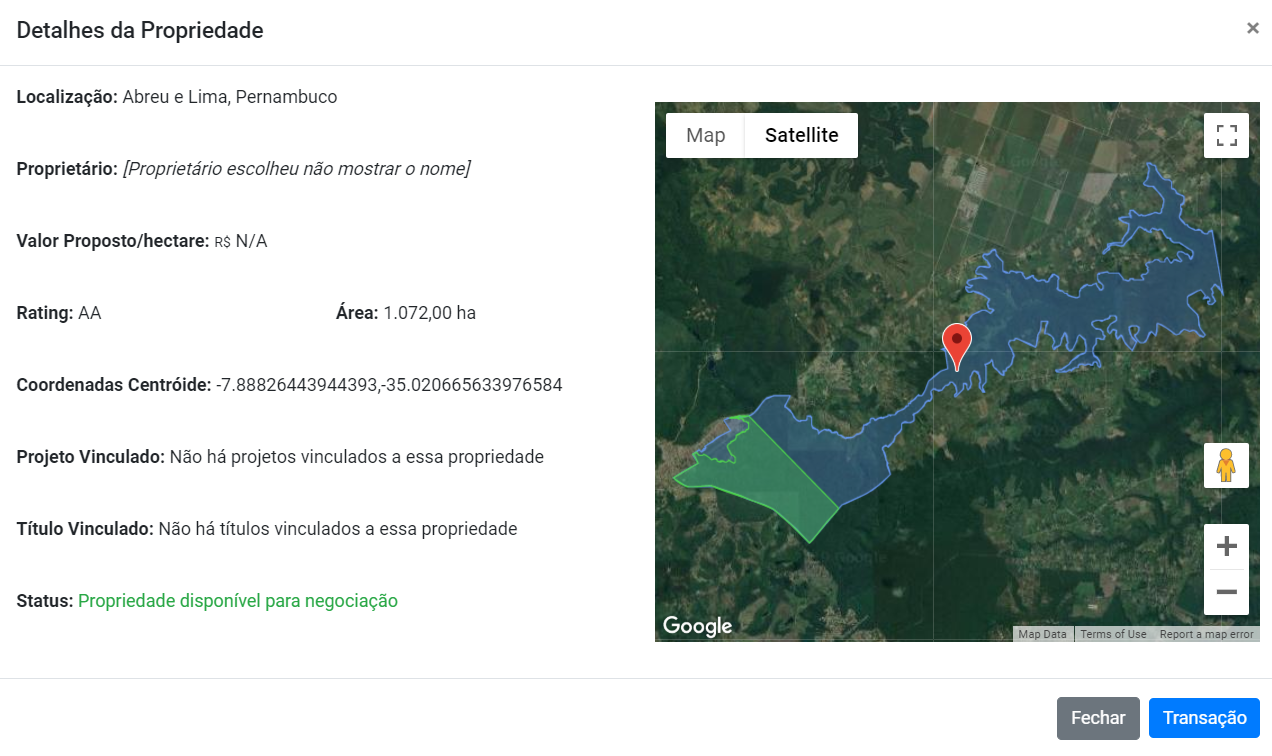 Detalhes da Propriedade
×
Localização: Abreu e Lima, Pernambuco
Proprietário: [Proprietário escolheu não mostrar o nome]
Valor Proposto/hectare: R$ N/A
Rating: AA
Área: 1.072,00 ha
Coordenadas Centróide: -7.88826443944393,-35.020665633976584
Projeto Vinculado: Não há projetos vinculados a essa propriedade
Título Vinculado: Não há títulos vinculados a essa propriedade
Status: Propriedade disponível para negociação
Map
Satellite
Google
Google
Google
Map Data
Terms of Use
Report a map error
Fechar
Transação